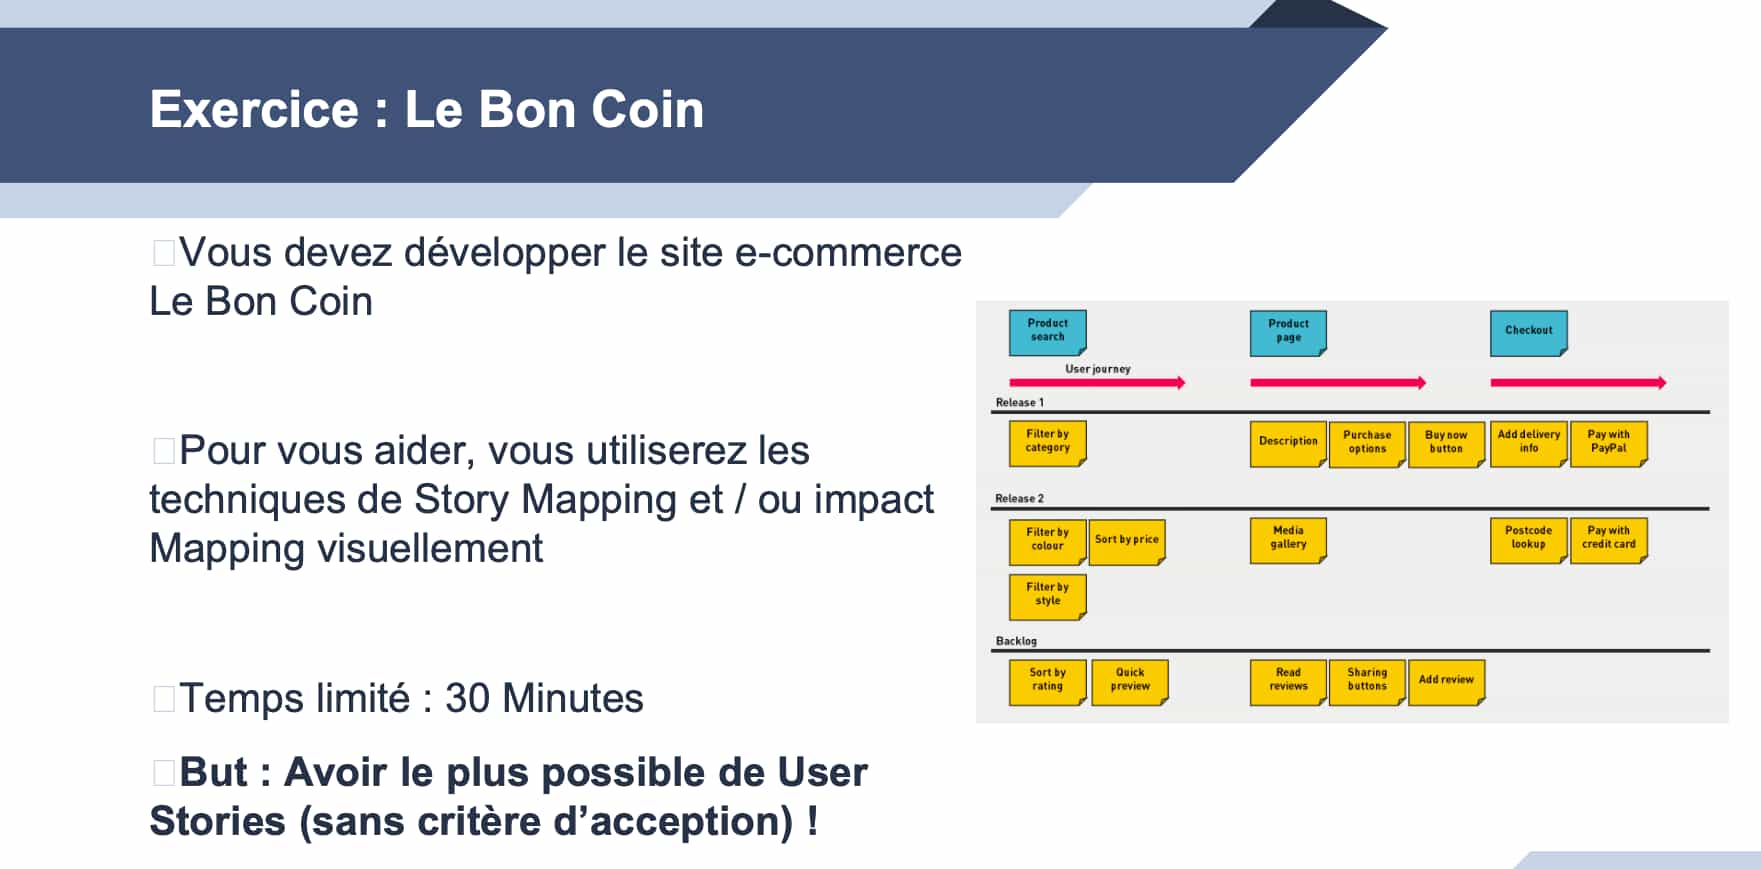 Exercice : Le Bon Coin
Vous devez développer le site e-commerce
Le Bon Coin
Pour vous aider, vous utiliserez les
techniques de Story Mapping et / ou impact
Mapping visuellement
Temps limité : 30 Minutes
But : Avoir le plus possible de User
Stories (sans critère d’acception) !
Product
search
Product
page
Checkout
User journey
Release 1
Filter by
category
Description
Purchase
options
Buy now
button
Add delivery
info
Pay with
PayPal
Release 2
Filter by
colour
Sort by price
Media
gallery
Postcode
lookup
Pay with
credit card
Filter by
style
Backlog
Sort by
rating
Quick
preview
Read
reviews
Sharing
buttons
Add review